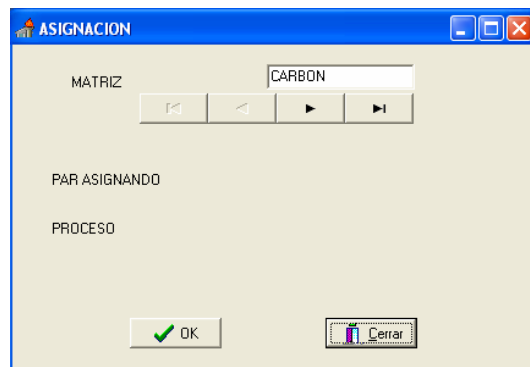 ASIGNACION
MATRIZ CARBON
PAR ASIGNANDO
PROCESO
OK Cerrar